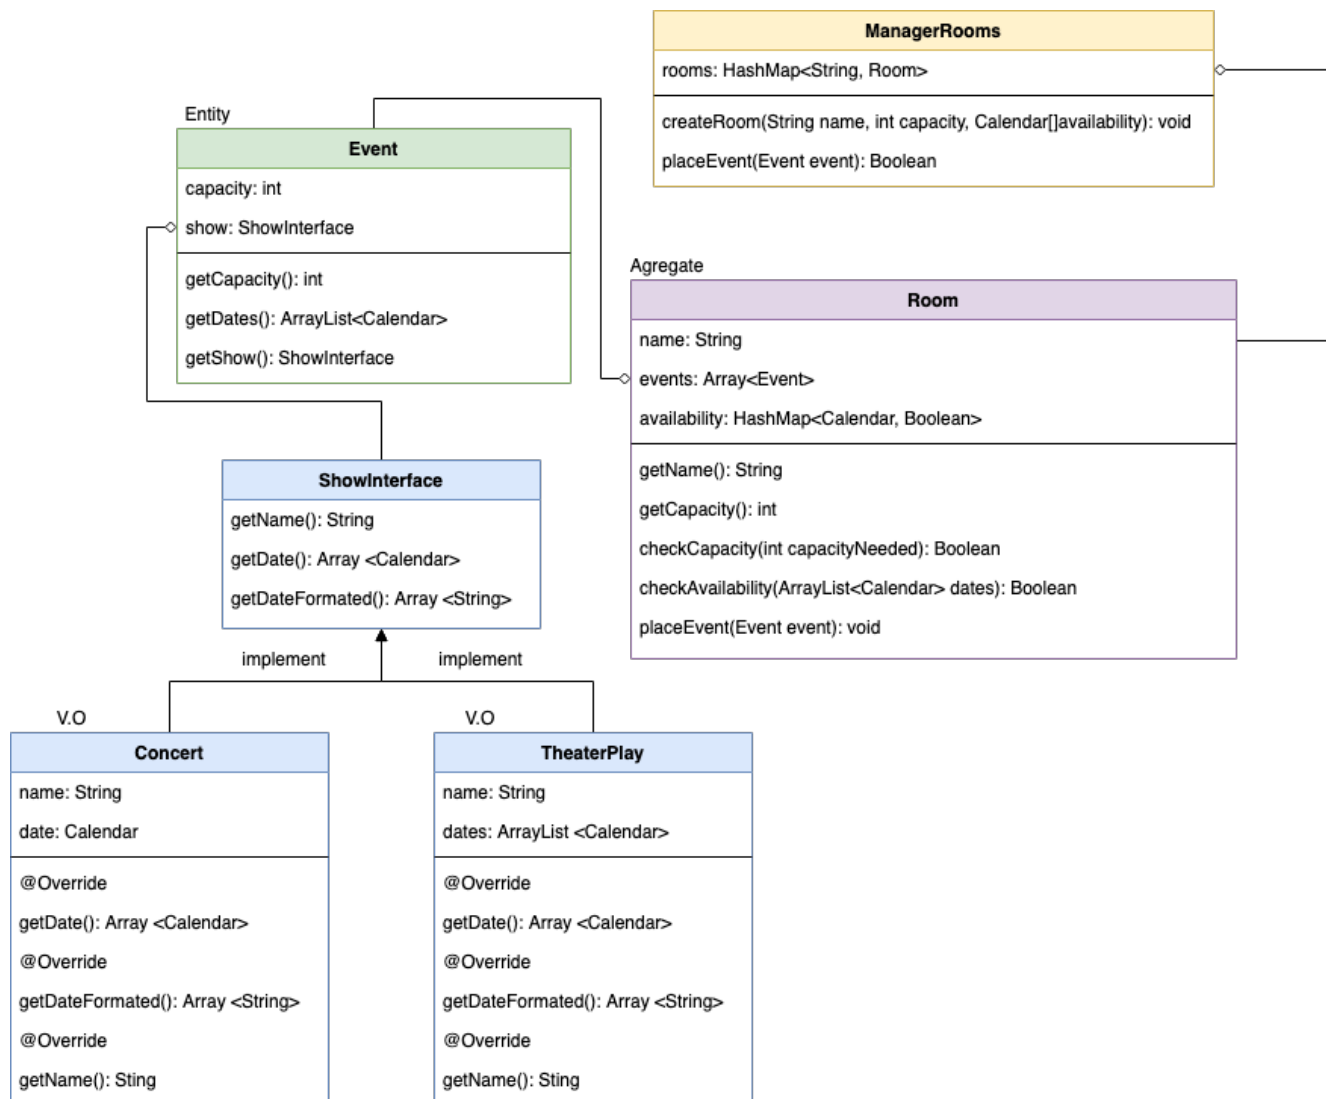 ManagerRooms
rooms: HashMap<String, Room>
createRoom(String name, int capacity, Calendar[]availability): void
placeEvent(Event event): Boolean
Entity
Event
capacity: int
show: ShowInterface
getCapacity(): int
getDates(): ArrayList<Calendar>
getShow(): ShowInterface
Agregate
Room
name: String
events: Array<Event>
availability: HashMap<Calendar, Boolean>
getName(): String
getCapacity(): int
checkCapacity(int capacityNeeded): Boolean
checkAvailability(ArrayList<Calendar> dates): Boolean
placeEvent(Event event): void
ShowInterface
getName(): String
getDate(): Array <Calendar>
getDateFormated(): Array <String>
implement
implement
V.O
Concert
name: String
date: Calendar
@Override
getDate(): Array <Calendar>
@Override
getDateFormated(): Array <String>
@Override
getName(): Sting
V.O
TheaterPlay
name: String
dates: ArrayList <Calendar>
@Override
getDate(): Array <Calendar>
@Override
getDateFormated(): Array <String>
@Override
getName(): Sting